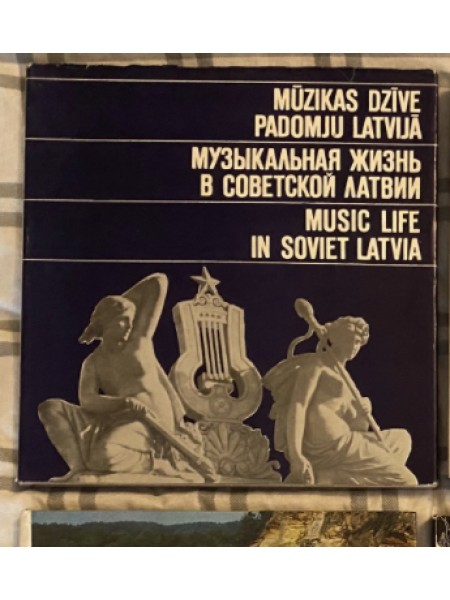 MŪZIKAS DZĪVE
PADOMJU LATVIJĀ
МУЗЫКАЛЬНАЯ ЖИЗНЬ
В СОВЕТСКОЙ ЛАТВИИ
MUSIC LIFE
IN SOVIET LATVIA